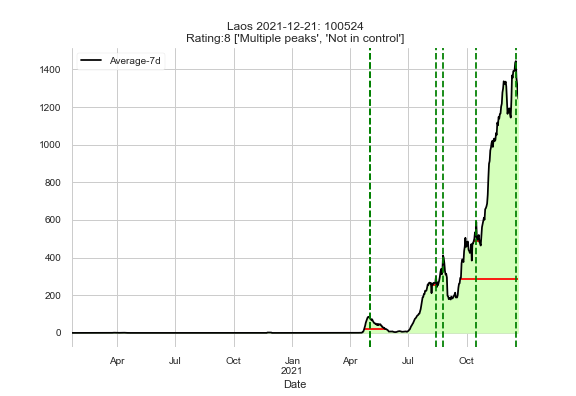 Laos 2021-12-21: 100524
Rating:8 ['Multiple peaks', 'Not in control']
Average-7d
1400
1200
1000
800
600
400
200
0
Apr Jul Oct Jan Apr Jul Oct
2021
Date